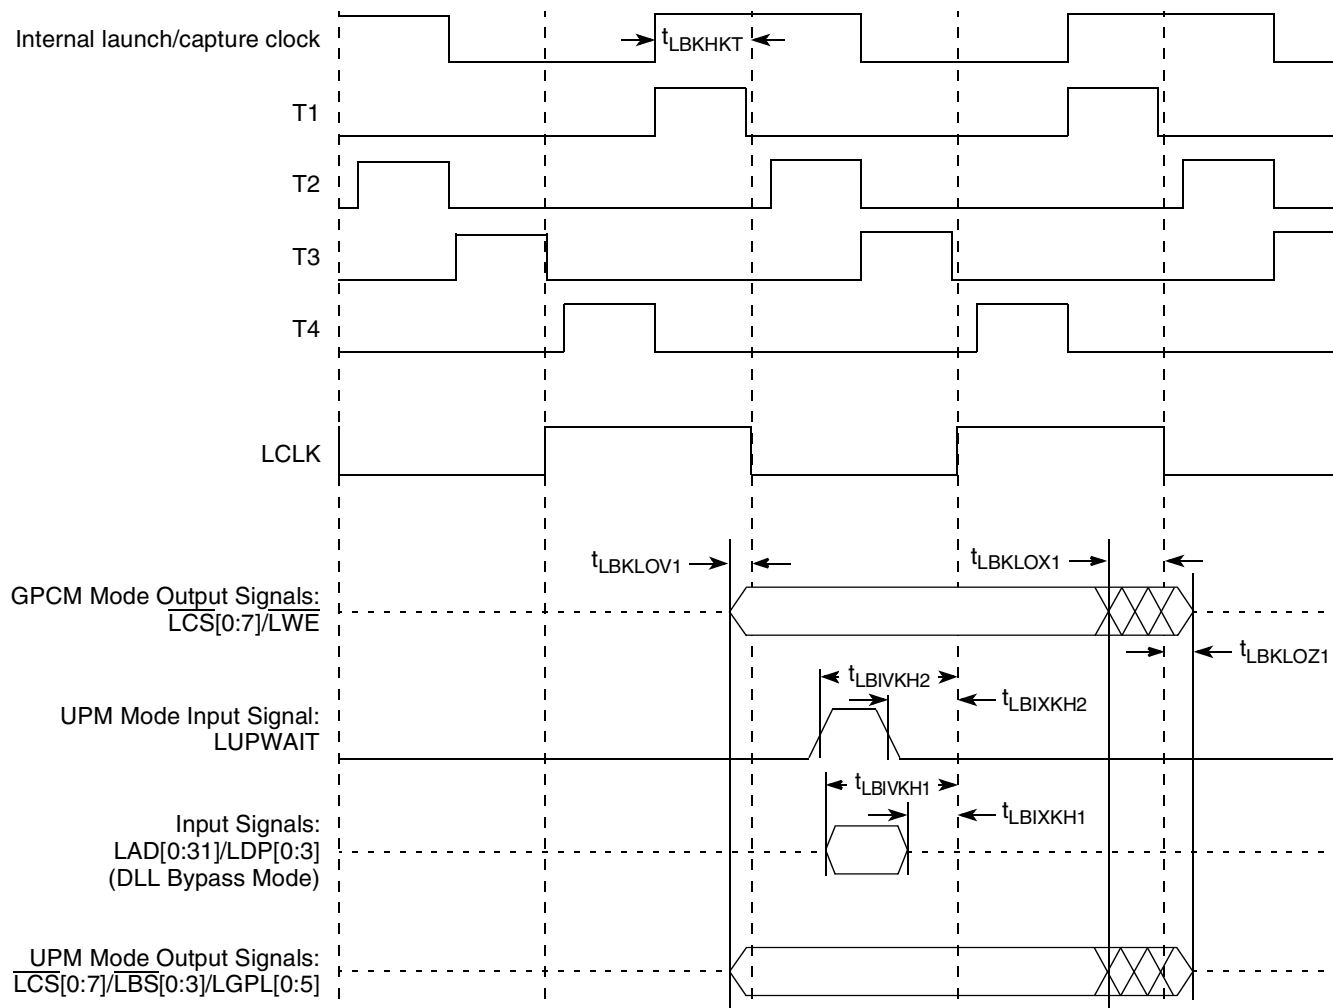 Internal launch/capture clock
tLBKHKT
T1
T2
T3
T4
LCLK
tLBKLOV1
tLBKLOX1
GPCM Mode Output Signals:
LCS[0:7]/LWE
tLBKLOZ1
tLBIVKH2
tLBIXKH2
UPM Mode Input Signal:
LUPWAIT
tLBIVKH1
tLBIXKH1
Input Signals:
LAD[0:31]/LDP[0:3]
(DLL Bypass Mode)
UPM Mode Output Signals:
LCS[0:7]/LBS[0:3]/LGPL[0:5]